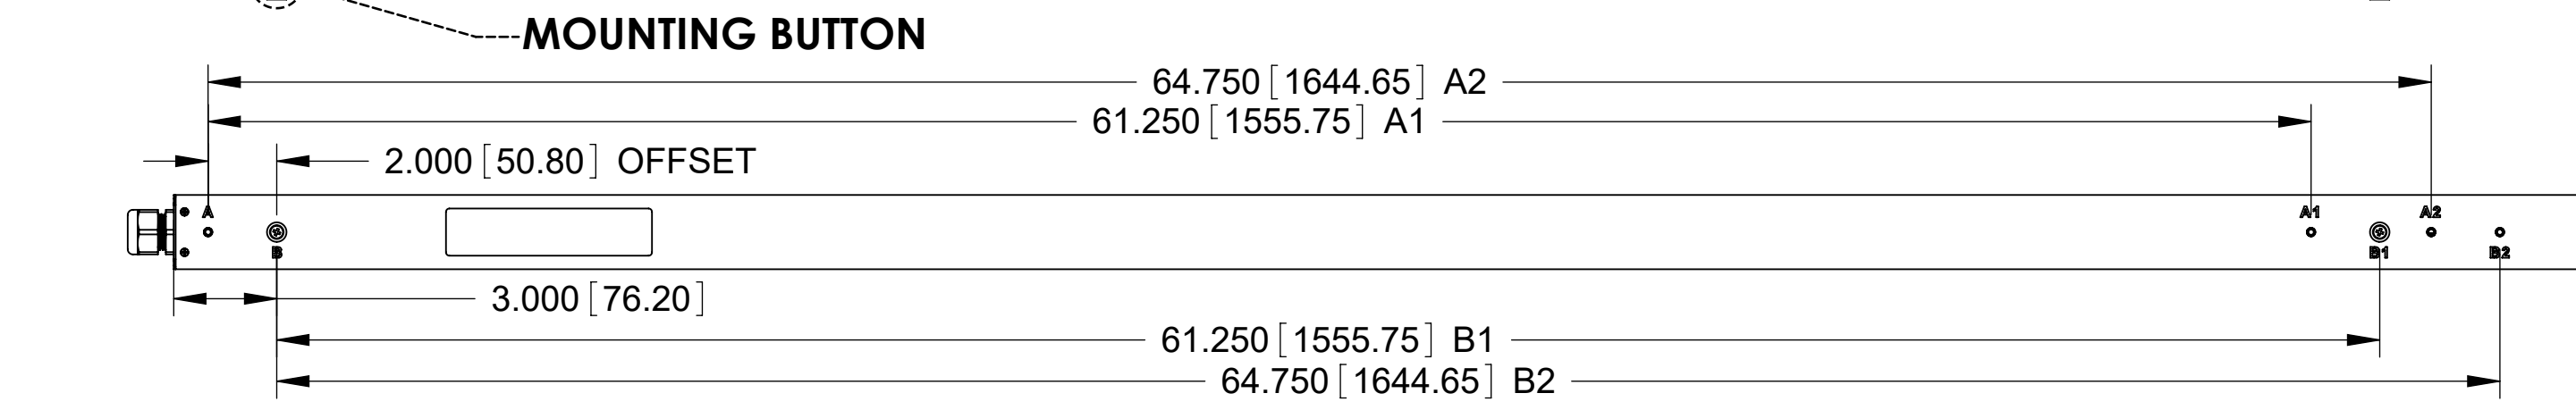 MOUNTING BUTTON
64.750 [1644.65] A2
61.250 [1555.75] A1
2.000 [50.80] OFFSET
A
A1
A2
B
B1
B2
3.000 [76.20]
61.250 [1555.75] B1
64.750 [1644.65] B2